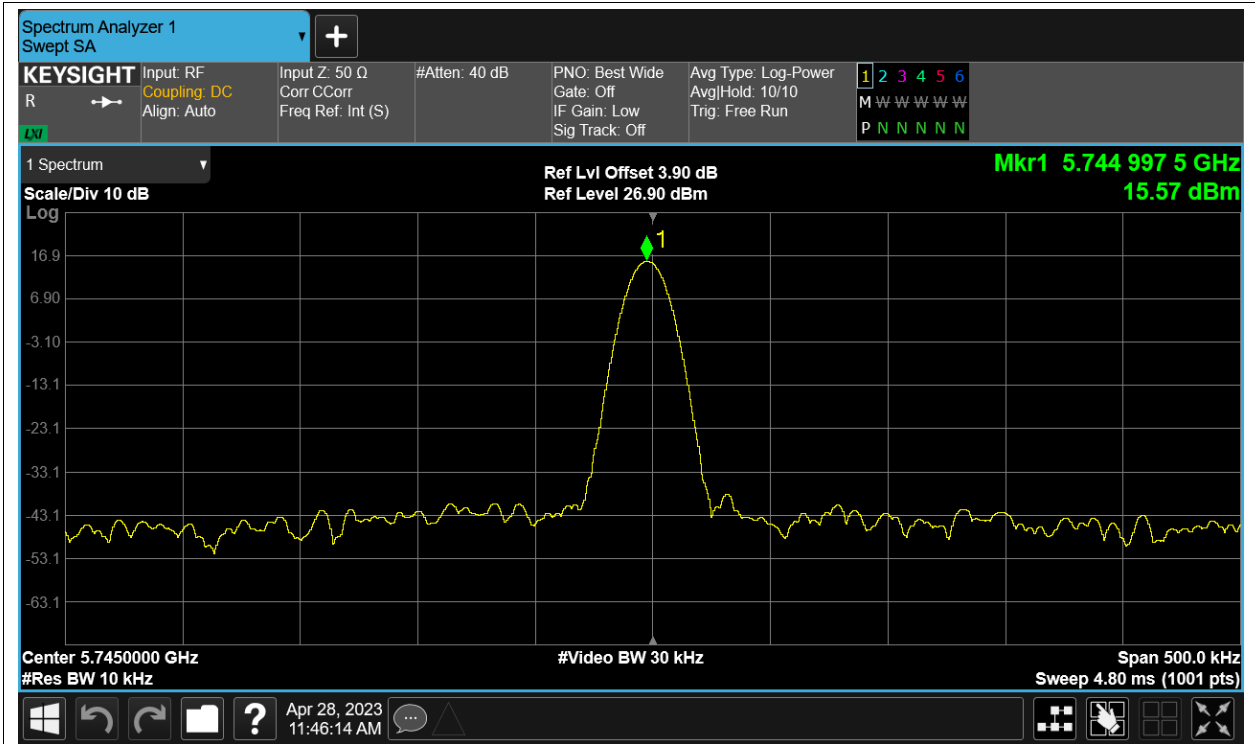 Spectrum Analyzer 1
Swept SA
KEYSIGHT
R
LXI
Input: RF
Coupling: DC
Align: Auto
Input Z: 50 Ω
Corr CCorr
Freq Ref: Int (S)
#Atten: 40 dB
PNO: Best Wide
Gate: Off
IF Gain: Low
Sig Track: Off
Avg Type: Log-Power
Avg|Hold: 10/10
Trig: Free Run
1 2 3 4 5 6
M W W W W W W
P N N N N N
1 Spectrum
Scale/Div 10 dB
Log
Ref Lvl Offset 3.90 dB
Ref Level 26.90 dBm
Mkr1 5.744 997 5 GHz
15.57 dBm
1
16.9
6.90
-3.10
-13.1
-23.1
-33.1
-43.1
-53.1
-63.1
Center 5.7450000 GHz
#Res BW 10 kHz
#Video BW 30 kHz
Span 500.0 kHz
Sweep 4.80 ms (1001 pts)
?
Apr 28, 2023
11:46:14 AM